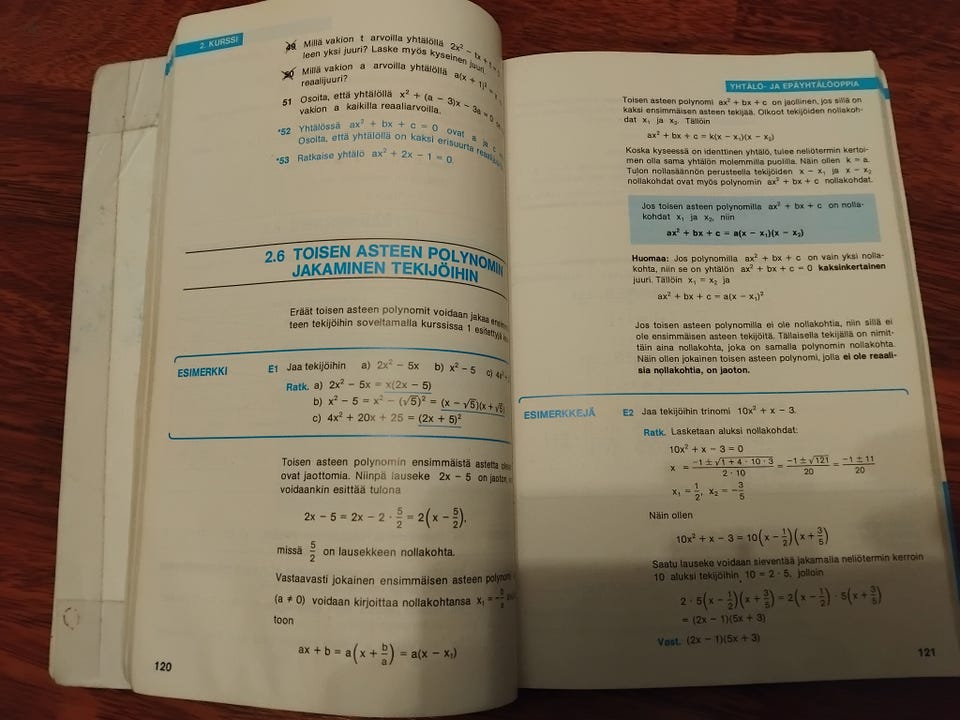 2. KURSSI
49 Millä vakion t arvoilla yhtälöllä 2x² − tx + 1 =
leen yksi juuri? Laske myös kyseinen juuri.
50 Millä vakion a arvoilla yhtälöllä a(x + 1)² =
reaalijuuri?
51 Osoita, että yhtälöllä x² + (a − 3)x − 3a = 0
vakion a kaikilla reaaliarvoilla.
*52 Yhtälössä ax² + bx + c = 0 ovat a ja c
Osoita, että yhtälöllä on kaksi erisuurta
*53 Ratkaise yhtälö ax² + 2x − 1 = 0.
2.6 TOISEN ASTEEN POLYNOMIN
JAKAMINEN TEKIJÖIHIN
Eräät toisen asteen polynomit voidaan jakaa
teen tekijöihin soveltamalla kurssissa 1 esitettyjä
ESIMERKKI E1 Jaa tekijöihin a) 2x² − 5x b) x² − 5 c)
Ratk. a) 2x² − 5x = x(2x − 5)
b) x² − 5 = x² − (√5)² = (x − √5)(x + √5)
c) 4x² + 20x + 25 = (2x + 5)²
Toisen asteen polynomin ensimmäistä astetta
ovat jaottomia. Niinpä lauseke 2x − 5 on jaoton,
voidaankin esittää tulona
2x − 5 = 2x − 2 · 5/2 = 2(x − 5/2),
missä 5/2 on lausekkeen nollakohta.
Vastaavasti jokainen ensimmäisen asteen
(a ≠ 0) voidaan kirjoittaa nollakohtansa x₁ = −b/a
toon
ax + b = a(x + b/a) = a(x − x₁)
120
YHTÄLÖ- JA EPÄYHTÄLÖOPPIA
Toisen asteen polynomi ax² + bx + c on jaollinen, jos sillä on
kaksi ensimmäisen asteen tekijää. Olkoot tekijöiden nollakoh-
dat x₁ ja x₂. Tällöin
ax² + bx + c = k(x − x₁)(x − x₂)
Koska kyseessä on identtinen yhtälö, tulee neliötermin kertoi-
men olla sama yhtälön molemmilla puolilla. Näin ollen k = a.
Tulon nollasäännön perusteella tekijöiden x − x₁ ja x − x₂
nollakohdat ovat myös polynomin ax² + bx + c nollakohdat.
Jos toisen asteen polynomilla ax² + bx + c on nolla-
kohdat x₁ ja x₂, niin
ax² + bx + c = a(x − x₁)(x − x₂)
Huomaa: Jos polynomilla ax² + bx + c on vain yksi nolla-
kohta, niin se on yhtälön ax² + bx + c = 0 kaksinkertainen
juuri. Tällöin x₁ = x₂ ja
ax² + bx + c = a(x − x₁)²
Jos toisen asteen polynomilla ei ole nollakohtia, niin sillä ei
ole ensimmäisen asteen tekijöitä. Tällaisella tekijällä on nimit-
täin aina nollakohta, joka on samalla polynomin nollakohta.
Näin ollen jokainen toisen asteen polynomi, jolla ei ole reaali-
sia nollakohtia, on jaoton.
ESIMERKKEJÄ E2 Jaa tekijöihin trinomi 10x² + x − 3.
Ratk. Lasketaan aluksi nollakohdat:
10x² + x − 3 = 0
x = (−1 ± √(1 + 4 · 10 · 3))/(2 · 10) = (−1 ± √121)/20 = (−1 ± 11)/20
x₁ = 1/2, x₂ = −3/5
Näin ollen
10x² + x − 3 = 10(x − 1/2)(x + 3/5)
Saatu lauseke voidaan sieventää jakamalla neliötermin kerroin
10 aluksi tekijöihin, 10 = 2 · 5, jolloin
2 · 5(x − 1/2)(x + 3/5) = 2(x − 1/2) · 5(x + 3/5)
= (2x − 1)(5x + 3)
Vast. (2x − 1)(5x + 3)
121